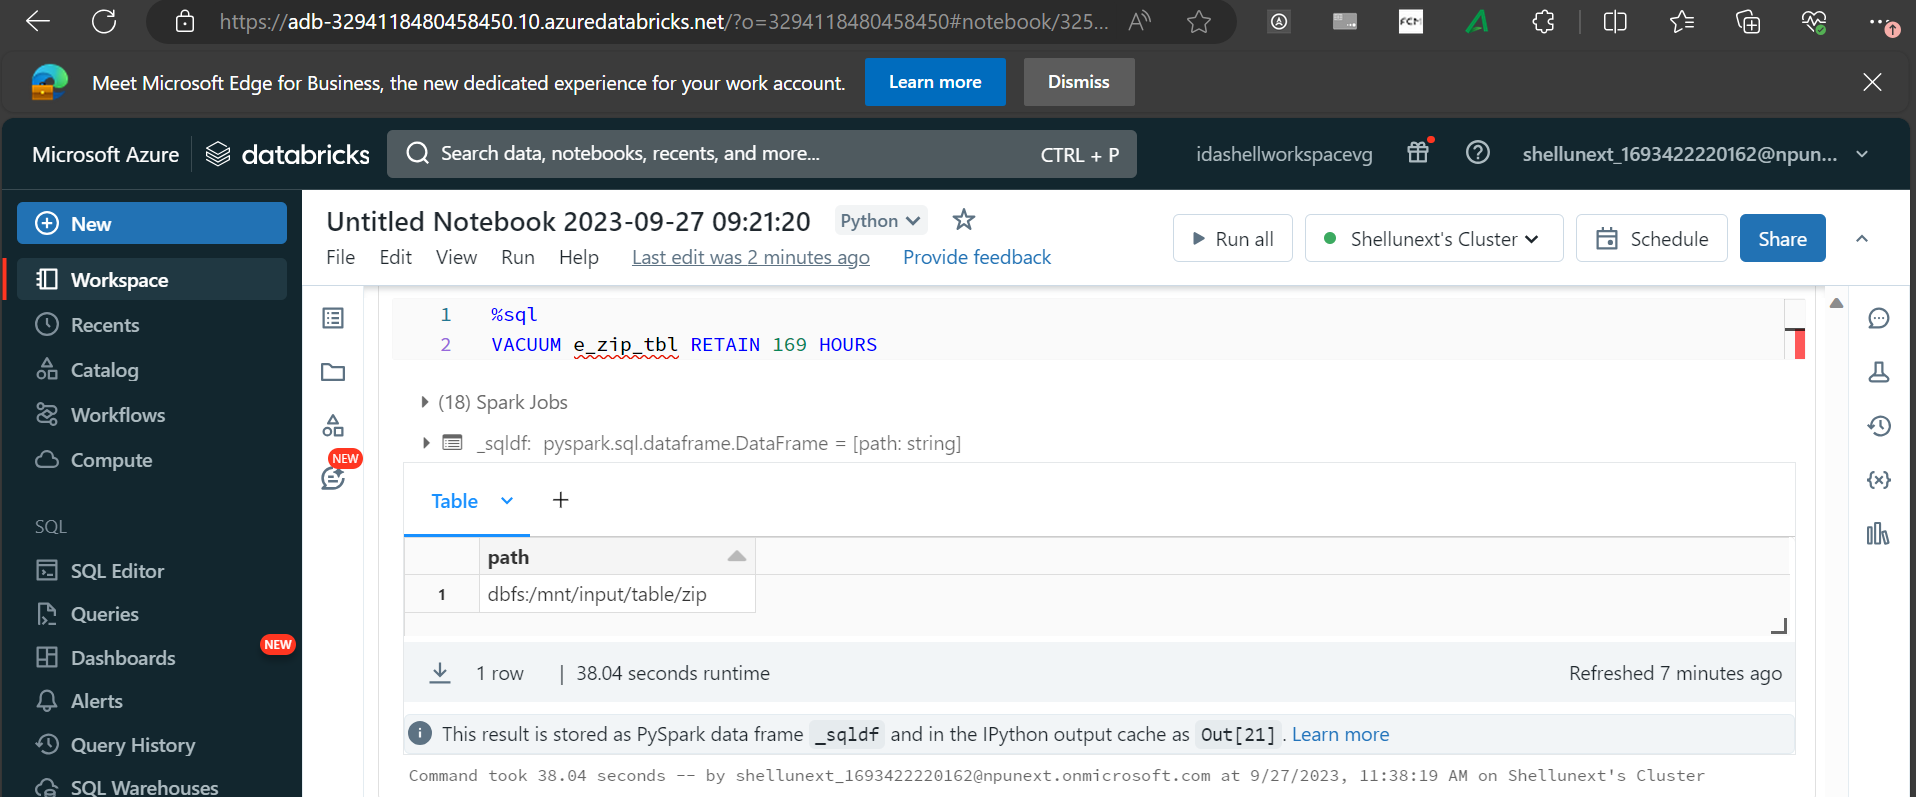 https://adb-3294118480458450.10.azuredatabricks.net/?o=3294118480458450#notebook/325...
FCM
Meet Microsoft Edge for Business, the new dedicated experience for your work account.
Learn more
Dismiss
Microsoft Azure
databricks
Search data, notebooks, recents, and more...
CTRL + P
idashellworkspacevg
shellunext_1693422220162@npun...
New
Workspace
Recents
Catalog
Workflows
Compute
SQL
SQL Editor
Queries
NEW
Dashboards
Alerts
Query History
SQL Warehouses
Untitled Notebook 2023-09-27 09:21:20
Python
File Edit View Run Help Last edit was 2 minutes ago Provide feedback
Run all
Shellunext's Cluster
Schedule
Share
NEW
1 %sql
2 VACUUM e_zip_tbl RETAIN 169 HOURS
(18) Spark Jobs
_sqldf: pyspark.sql.dataframe.DataFrame = [path: string]
Table
+
path
1 dbfs:/mnt/input/table/zip
1 row | 38.04 seconds runtime
Refreshed 7 minutes ago
This result is stored as PySpark data frame _sqldf and in the IPython output cache as Out[21]. Learn more
Command took 38.04 seconds -- by shellunext_1693422220162@npunext.onmicrosoft.com at 9/27/2023, 11:38:19 AM on Shellunext's Cluster